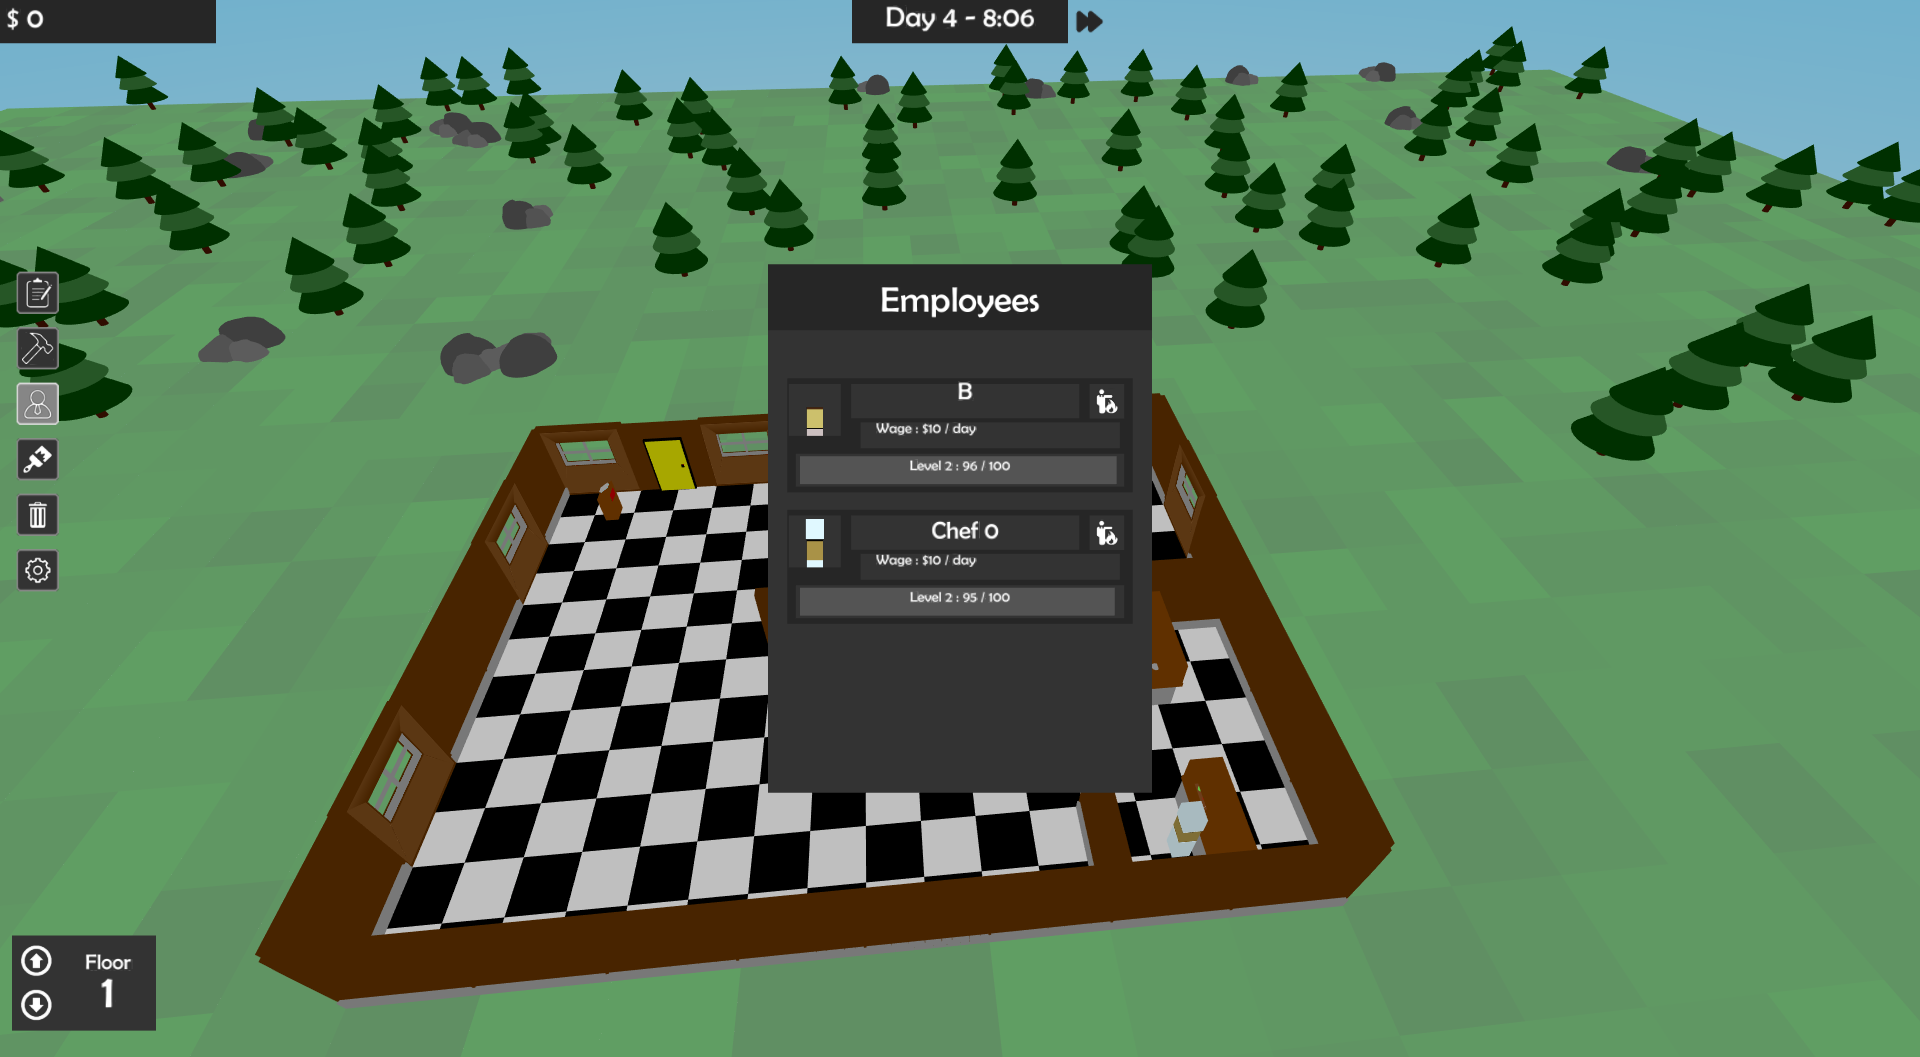 $ 0
Day 4 - 8:06
Employees
B
Wage : $10 / day
Level 2 : 96 / 100
Chef 0
Wage : $10 / day
Level 2 : 95 / 100
Floor
1